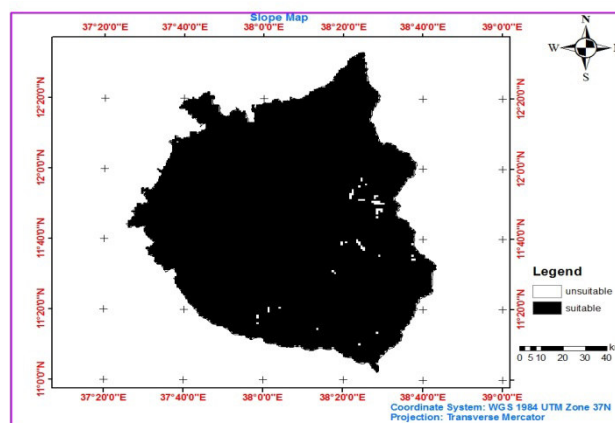 Slope Map
37°20'0"E 37°40'0"E 38°0'0"E 38°20'0"E 38°40'0"E 39°0'0"E
N
W
S
12°20'0"N 12°20'0"N
12°0'0"N 12°0'0"N
11°40'0"N 11°40'0"N
11°20'0"N 11°20'0"N
11°0'0"N 11°0'0"N
Legend
unsuitable
suitable
0 5 10 20 30 40
37°20'0"E 37°40'0"E 38°0'0"E 38°20'0"E 38°40'0"E 39°0'0"E
Coordinate System: WGS 1984 UTM Zone 37N
Projection: Transverse Mercator